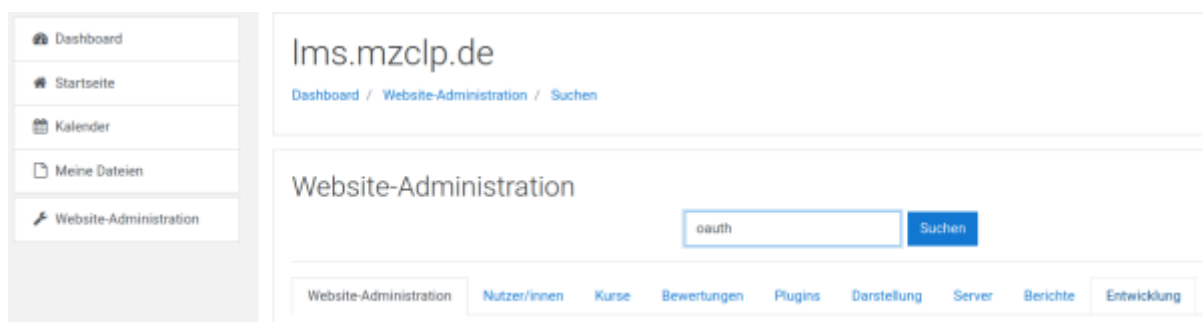 Dashboard
Startseite
Kalender
Meine Dateien
Website-Administration
lms.mzclp.de
Dashboard / Website-Administration / Suchen
Website-Administration
oauth Suchen
Website-Administration Nutzer/innen Kurse Bewertungen Plugins Darstellung Server Berichte Entwicklung